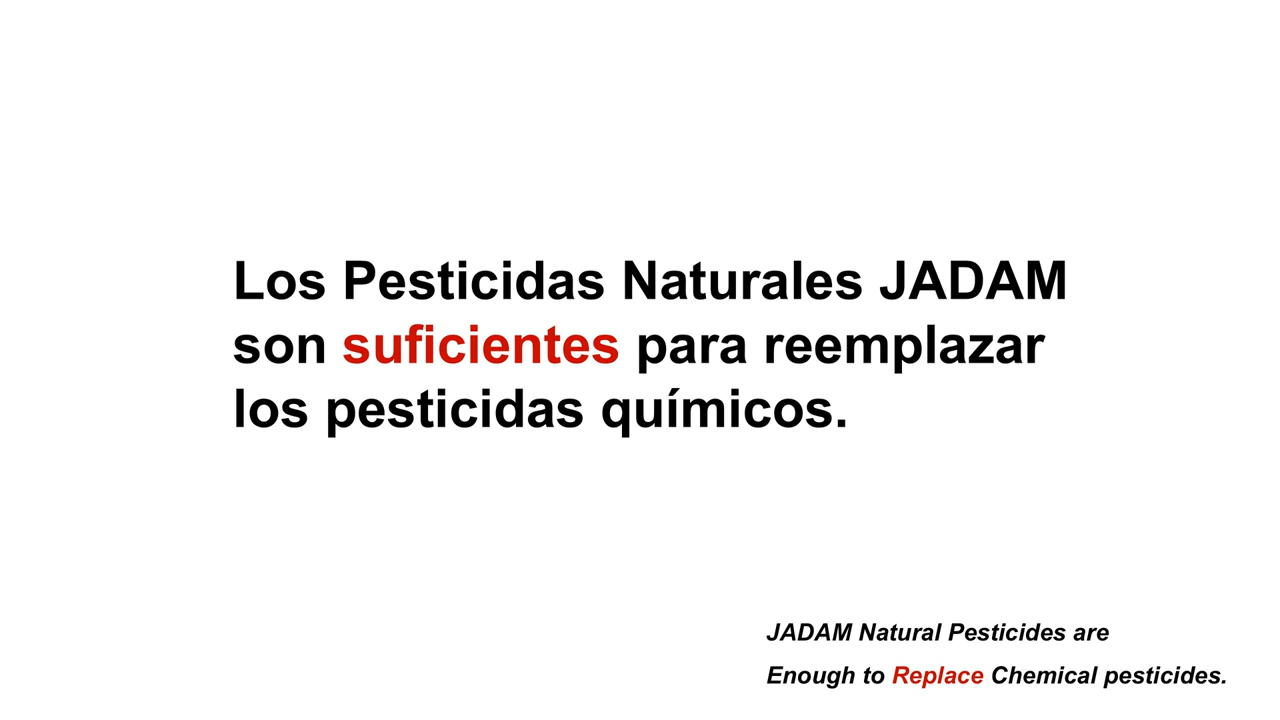 Los Pesticidas Naturales JADAM
son suficientes para reemplazar
los pesticidas químicos.
JADAM Natural Pesticides are
Enough to Replace Chemical pesticides.